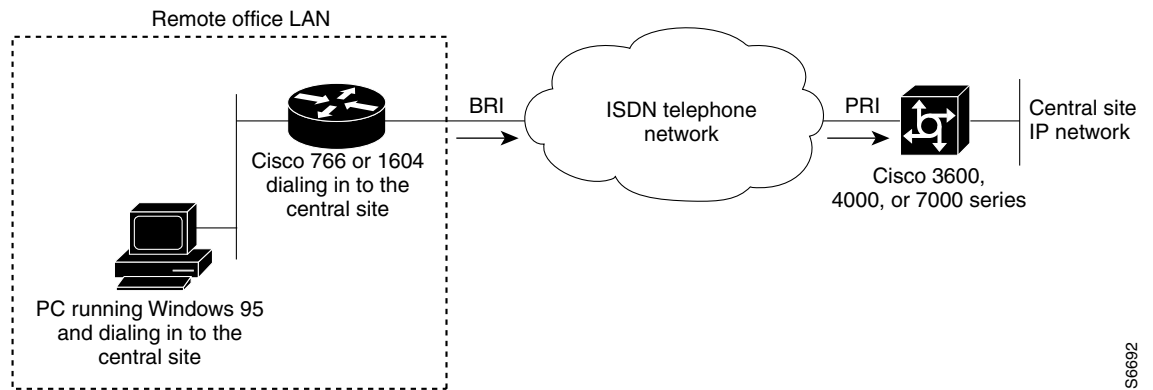 Remote office LAN
BRI
ISDN telephone
network
PRI
Central site
IP network
Cisco 766 or 1604
dialing in to the
central site
Cisco 3600,
4000, or 7000 series
PC running Windows 95
and dialing in to the
central site
S6692